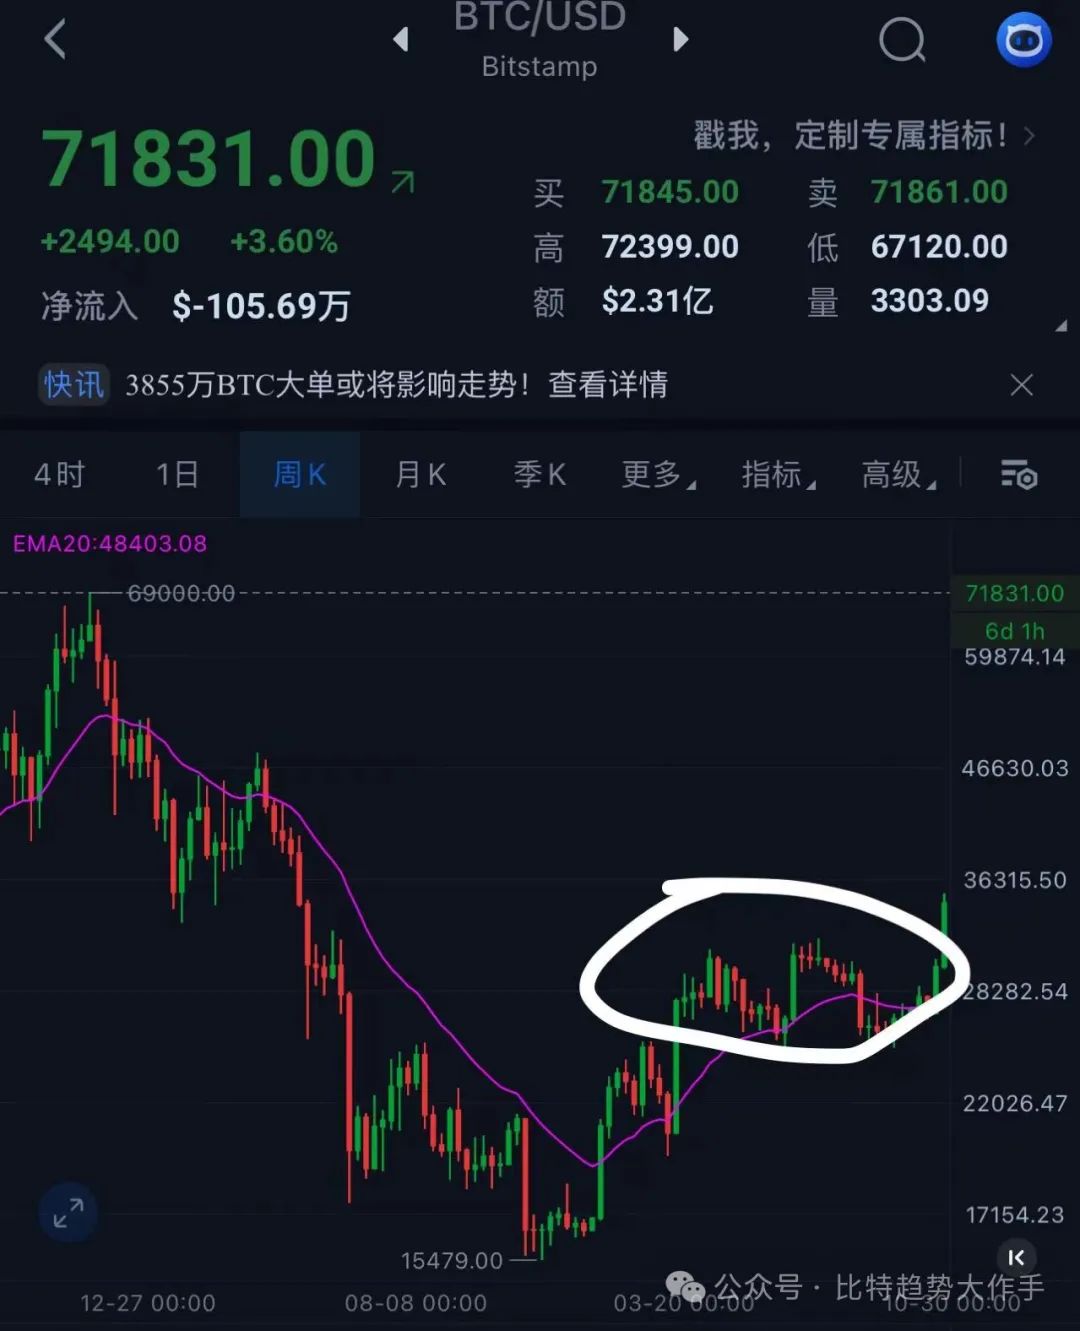 BTC/USD
Bitstamp
71831.00
戳我，定制专属指标！
买 71845.00 卖 71861.00
+2494.00 +3.60%
高 72399.00 低 67120.00
净流入 $-105.69万
额 $2.31亿 量 3303.09
快讯 3855万BTC大单或将影响走势！查看详情
4时 1日 周K 月K 季K 更多 指标 高级
EMA20:48403.08
69000.00
71831.00
6d 1h
59874.14
46630.03
36315.50
28282.54
22026.47
17154.23
15479.00
公众号·比特趋势大作手
12-27 00:00 08-08 00:00 03-20 00:00 10-30 00:00